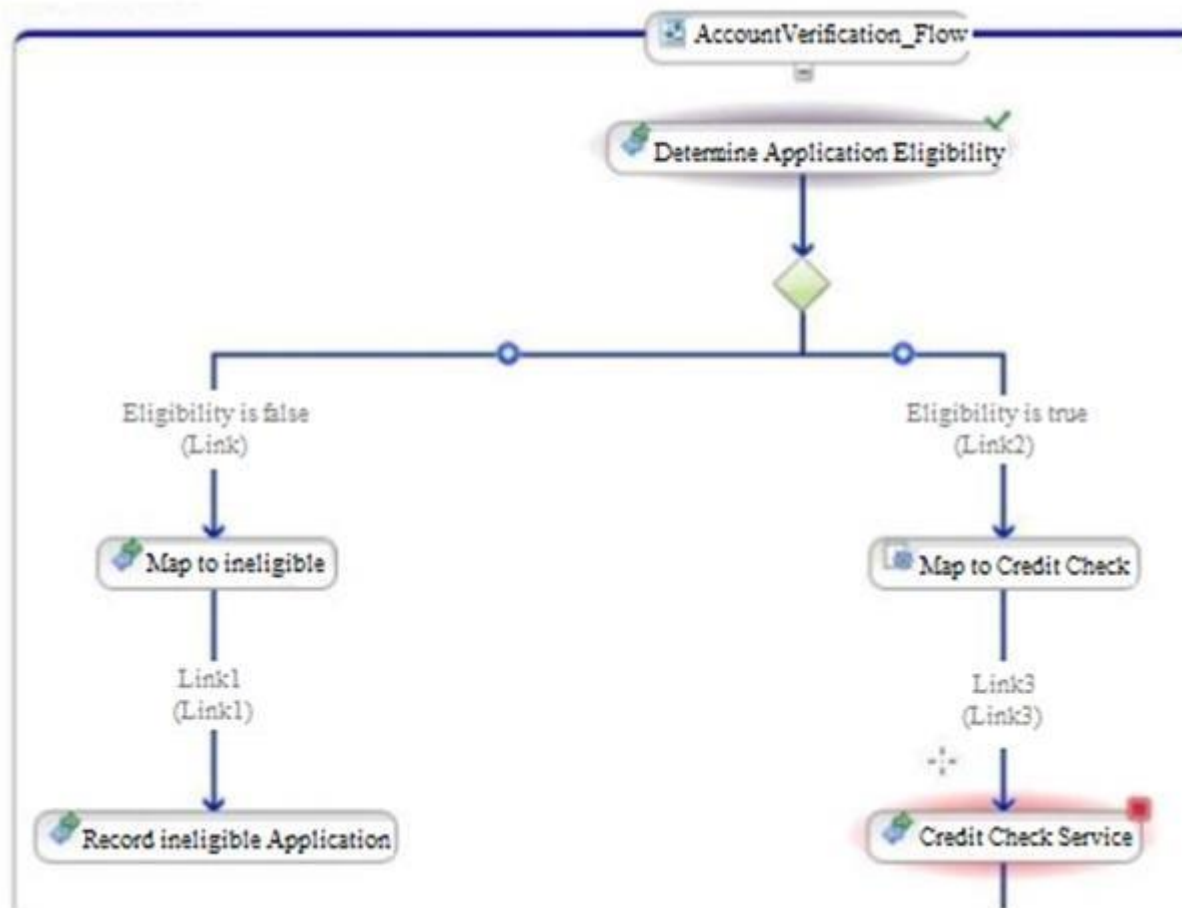 AccountVerification_Flow
Determine Application Eligibility
Eligibility is false
(Link)
Eligibility is true
(Link2)
Map to ineligible
Map to Credit Check
Link1
(Link1)
Link3
(Link3)
Record ineligible Application
Credit Check Service